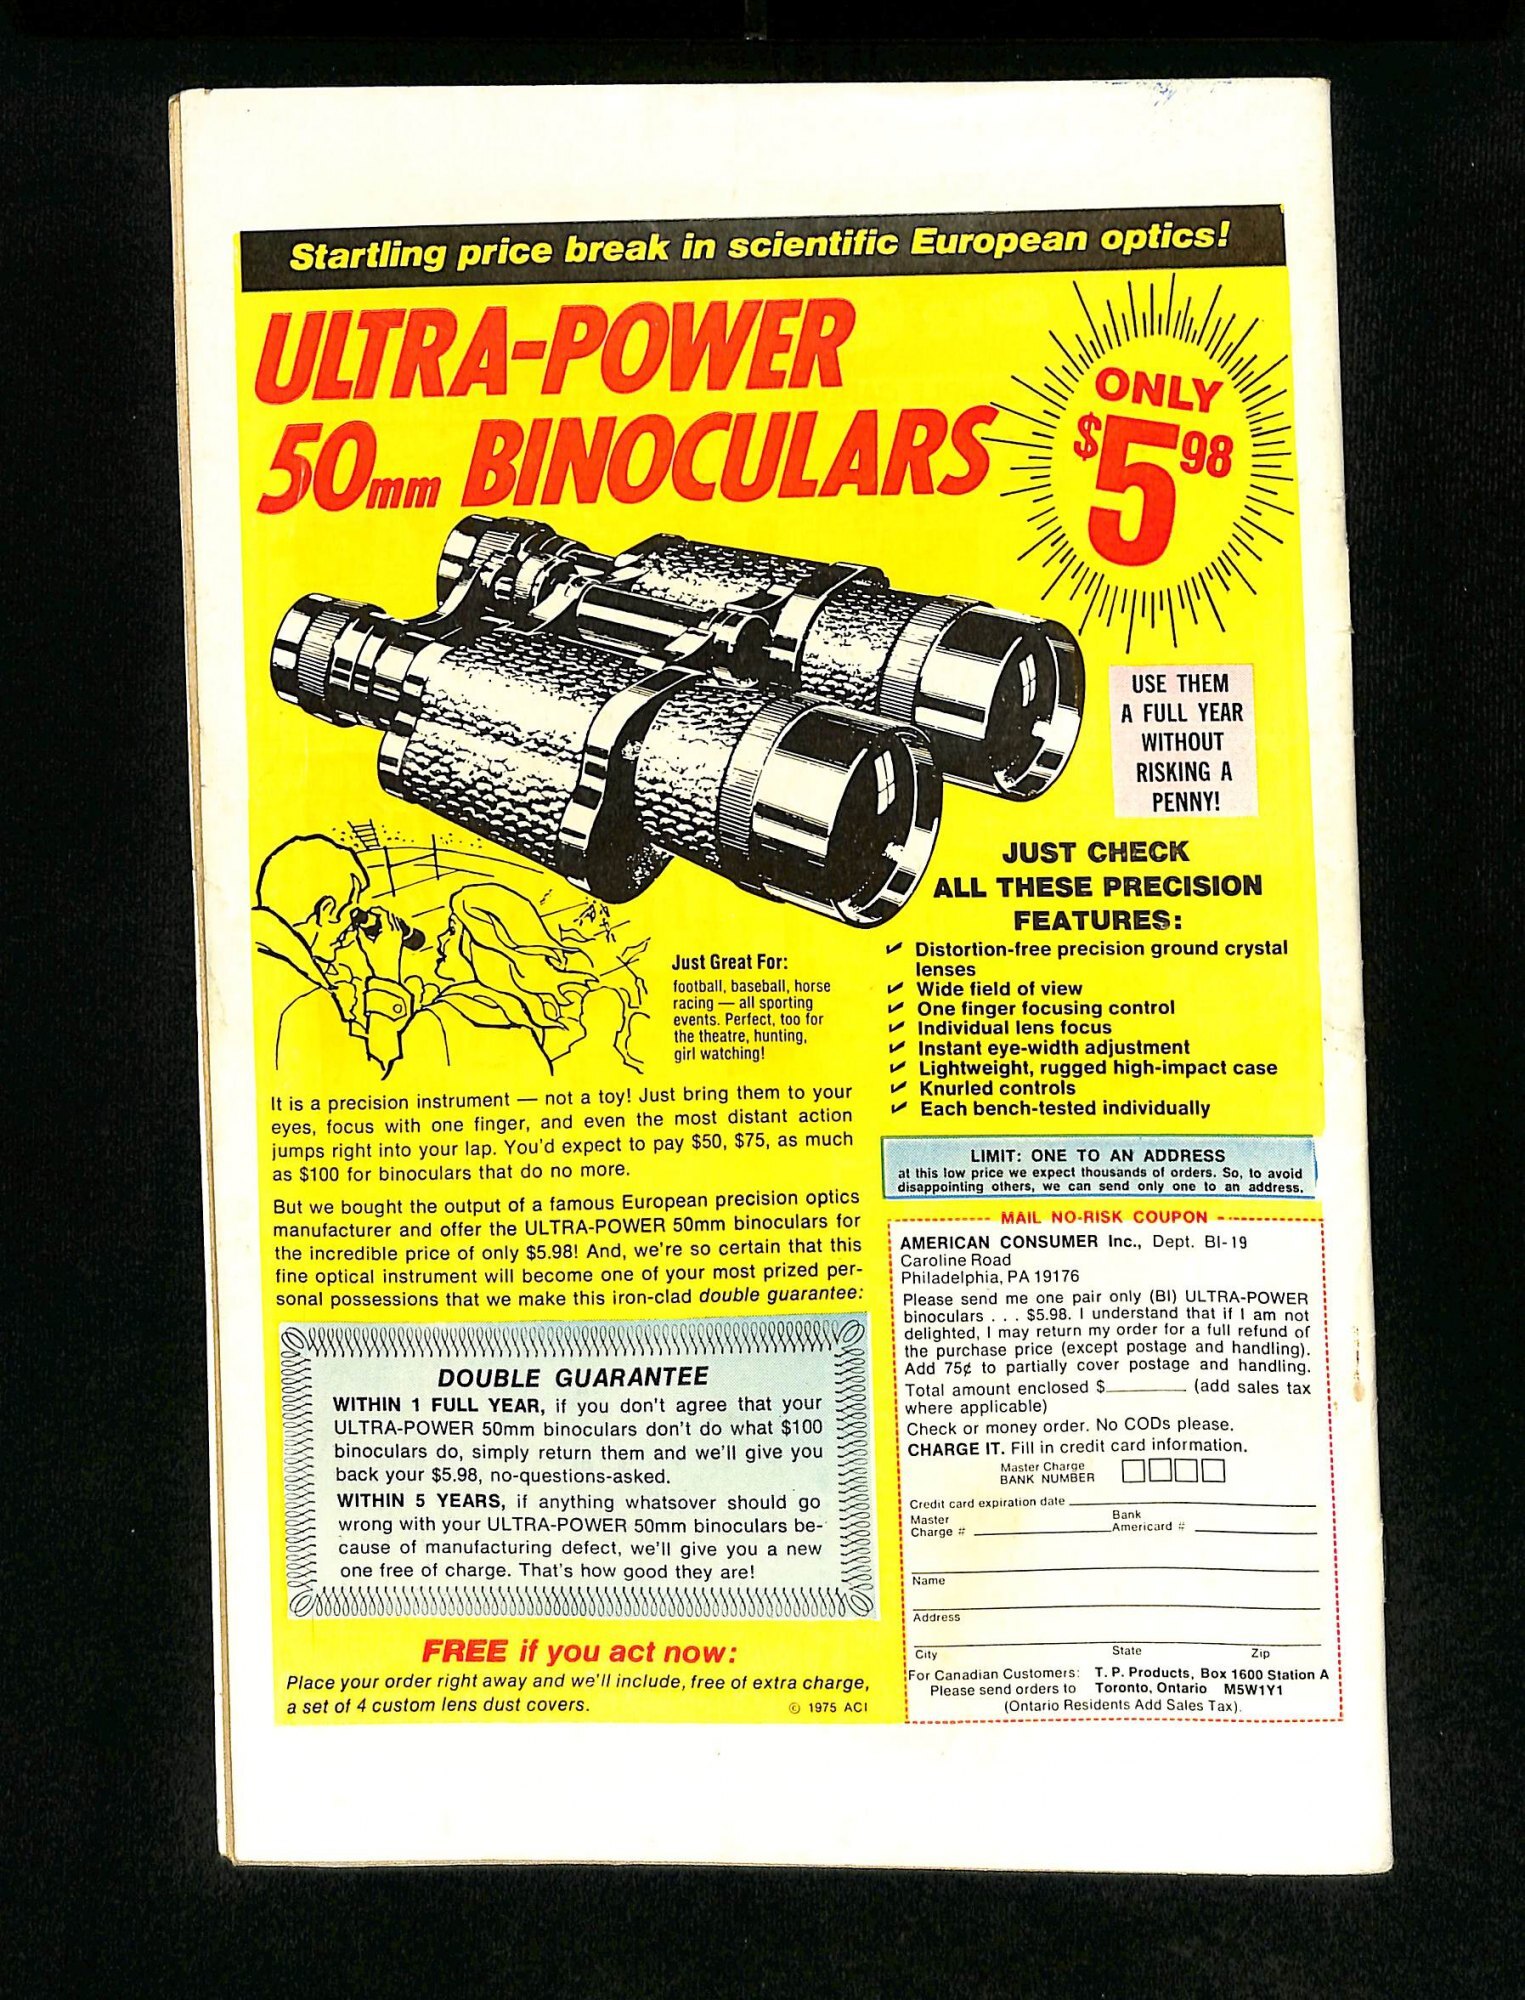 Startling price break in scientific European optics!
ULTRA-POWER
50mm BINOCULARS
ONLY
$5 98
USE THEM
A FULL YEAR
WITHOUT
RISKING A
PENNY!
JUST CHECK
ALL THESE PRECISION
FEATURES:
✓ Distortion-free precision ground crystal
lenses
✓ Wide field of view
✓ One finger focusing control
✓ Individual lens focus
✓ Instant eye-width adjustment
✓ Lightweight, rugged high-impact case
✓ Knurled controls
✓ Each bench-tested individually
Just Great For:
football, baseball, horse
racing — all sporting
events. Perfect, too for
the theatre, hunting,
girl watching!
It is a precision instrument — not a toy! Just bring them to your
eyes, focus with one finger, and even the most distant action
jumps right into your lap. You'd expect to pay $50, $75, as much
as $100 for binoculars that do no more.
But we bought the output of a famous European precision optics
manufacturer and offer the ULTRA-POWER 50mm binoculars for
the incredible price of only $5.98! And, we're so certain that this
fine optical instrument will become one of your most prized per-
sonal possessions that we make this iron-clad double guarantee:
DOUBLE GUARANTEE
WITHIN 1 FULL YEAR, if you don't agree that your
ULTRA-POWER 50mm binoculars don't do what $100
binoculars do, simply return them and we'll give you
back your $5.98, no-questions-asked.
WITHIN 5 YEARS, if anything whatsover should go
wrong with your ULTRA-POWER 50mm binoculars be-
cause of manufacturing defect, we'll give you a new
one free of charge. That's how good they are!
FREE if you act now:
Place your order right away and we'll include, free of extra charge,
a set of 4 custom lens dust covers.
© 1975 ACI
LIMIT: ONE TO AN ADDRESS
at this low price we expect thousands of orders. So, to avoid
disappointing others, we can send only one to an address.
MAIL NO-RISK COUPON
AMERICAN CONSUMER Inc., Dept. BI-19
Caroline Road
Philadelphia, PA 19176
Please send me one pair only (BI) ULTRA-POWER
binoculars . . . $5.98. I understand that if I am not
delighted, I may return my order for a full refund of
the purchase price (except postage and handling).
Add 75¢ to partially cover postage and handling.
Total amount enclosed $________ (add sales tax
where applicable)
Check or money order. No CODs please.
CHARGE IT. Fill in credit card information.
Master Charge
BANK NUMBER
Credit card expiration date
Master
Charge #
Bank
Americard #
Name
Address
City State Zip
For Canadian Customers: T. P. Products, Box 1600 Station A
Please send orders to Toronto, Ontario M5W1Y1
(Ontario Residents Add Sales Tax).